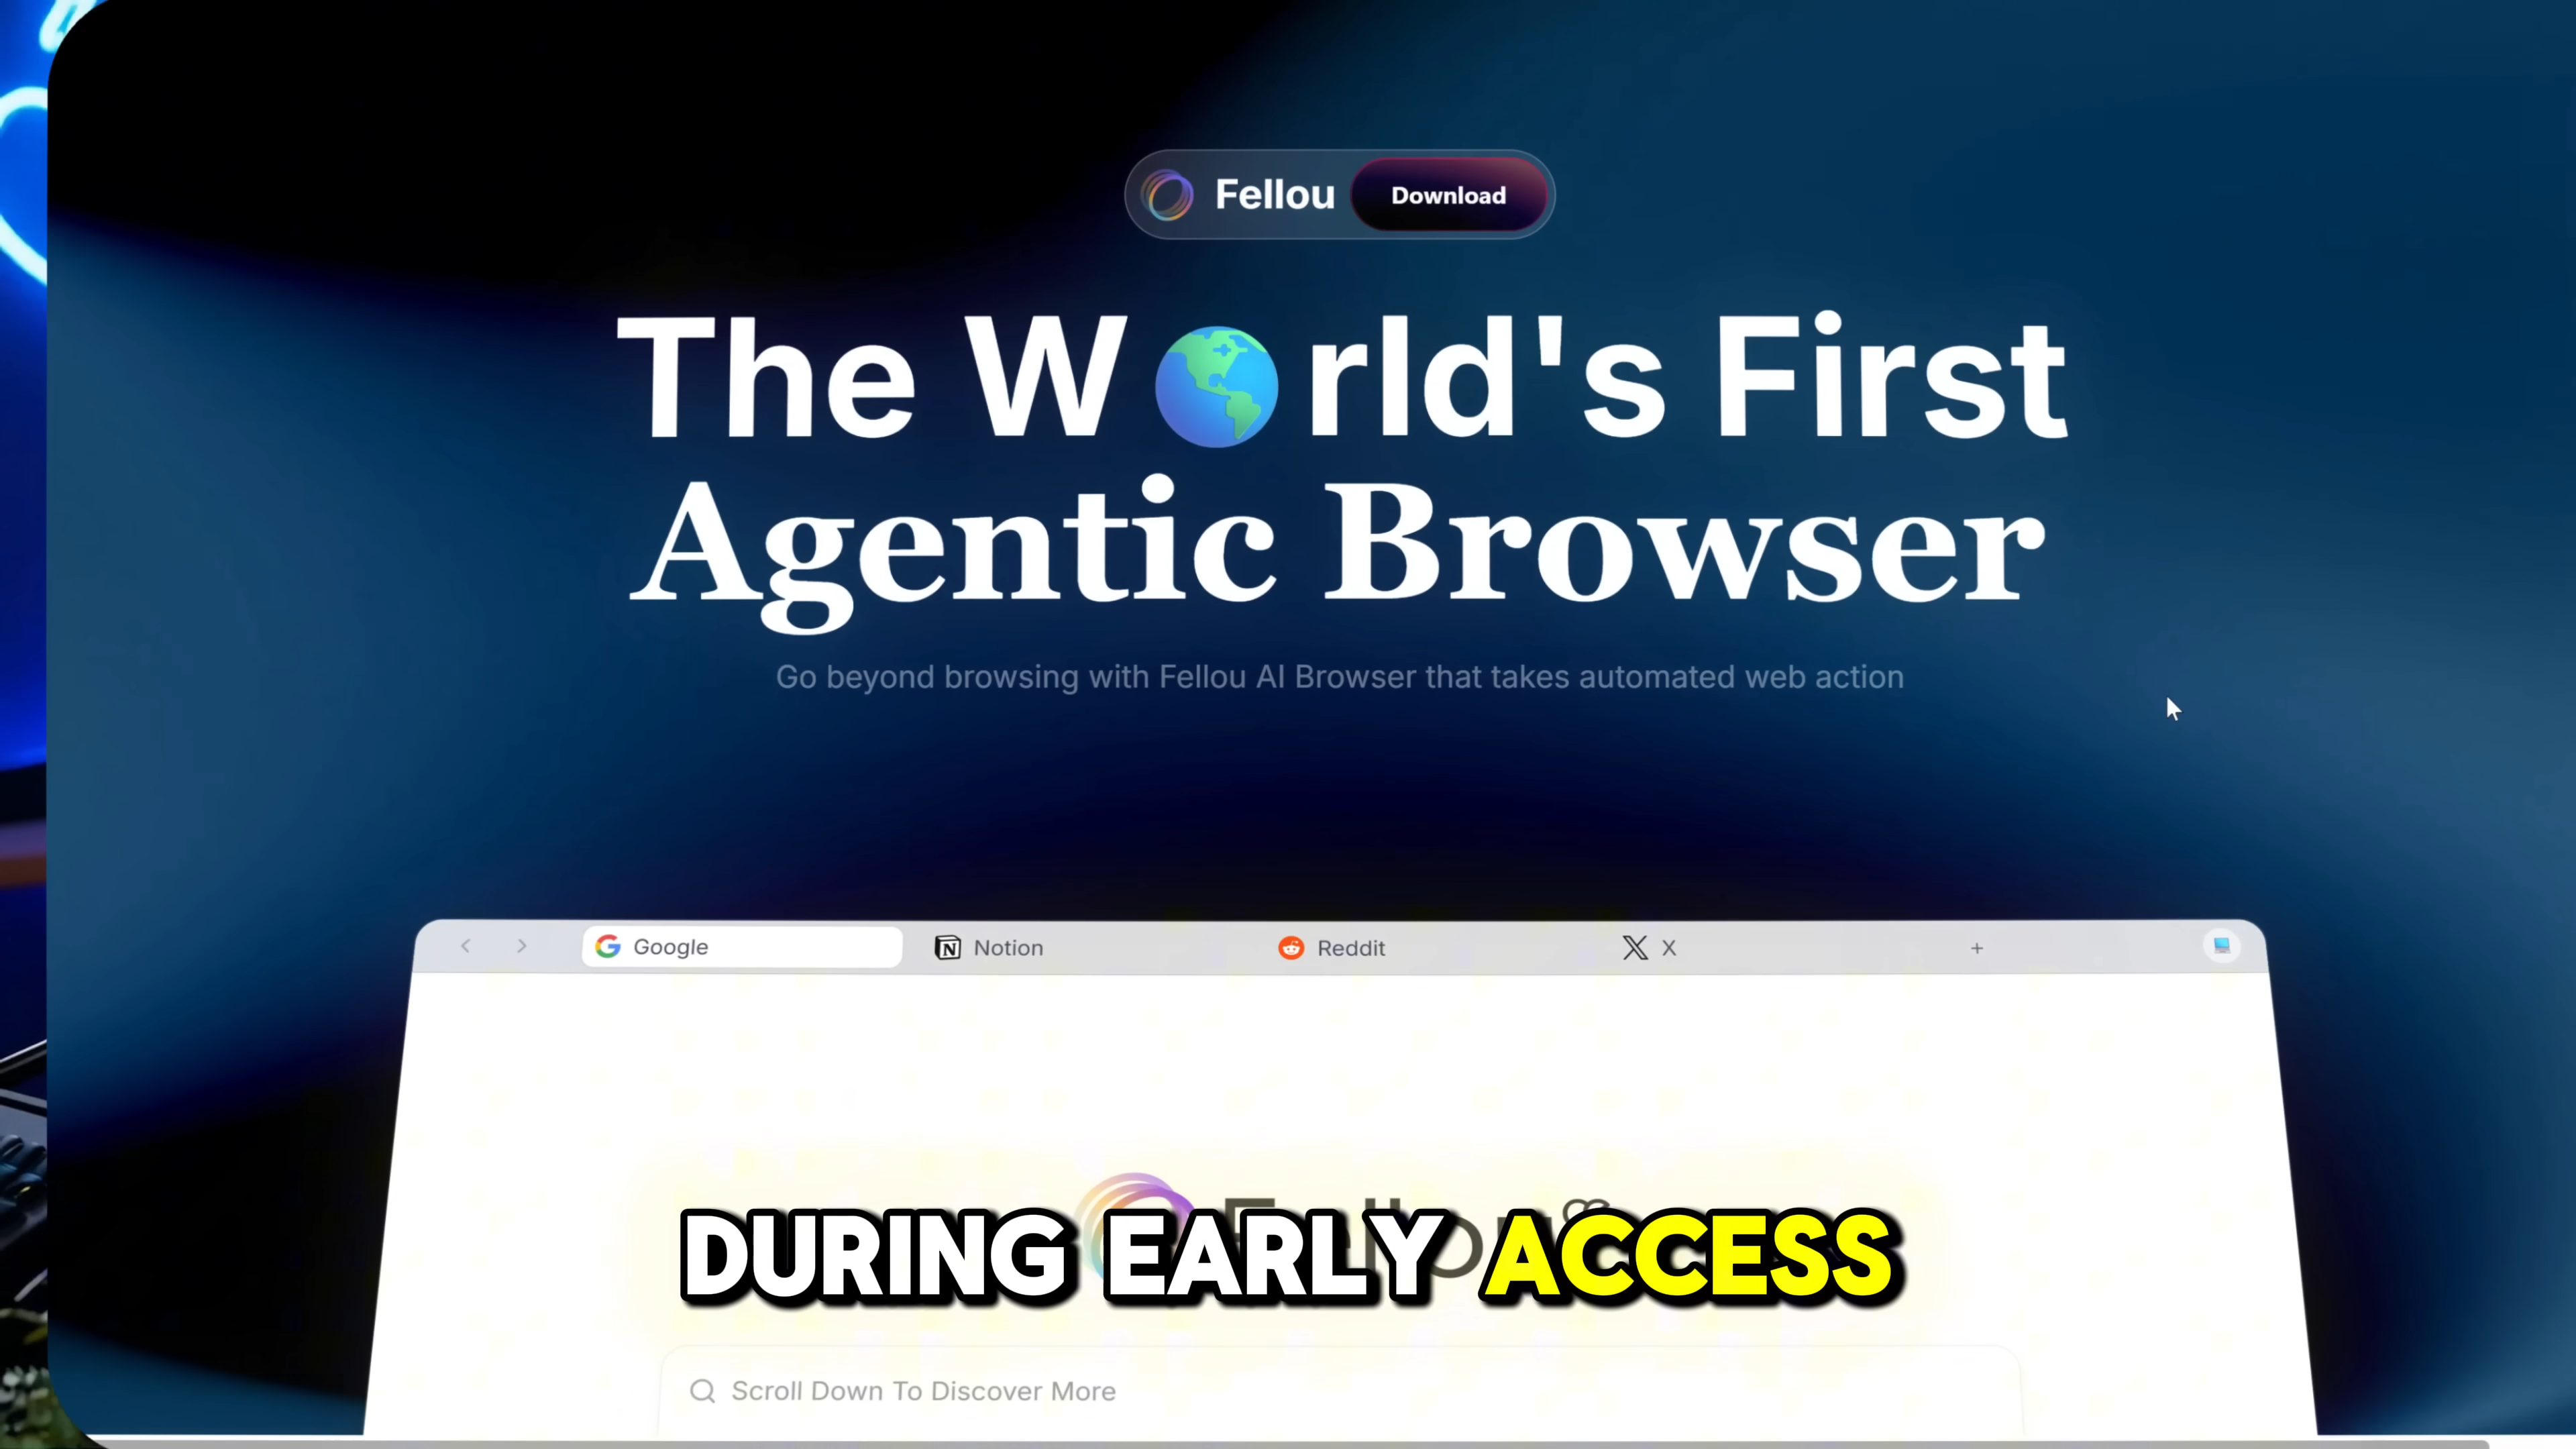 Fellou
Download
The W🌎rld's First
Agentic Browser
Go beyond browsing with Fellou AI Browser that takes automated web action
Google
Notion
Reddit
X
Fellou
DURING EARLY ACCESS
Scroll Down To Discover More